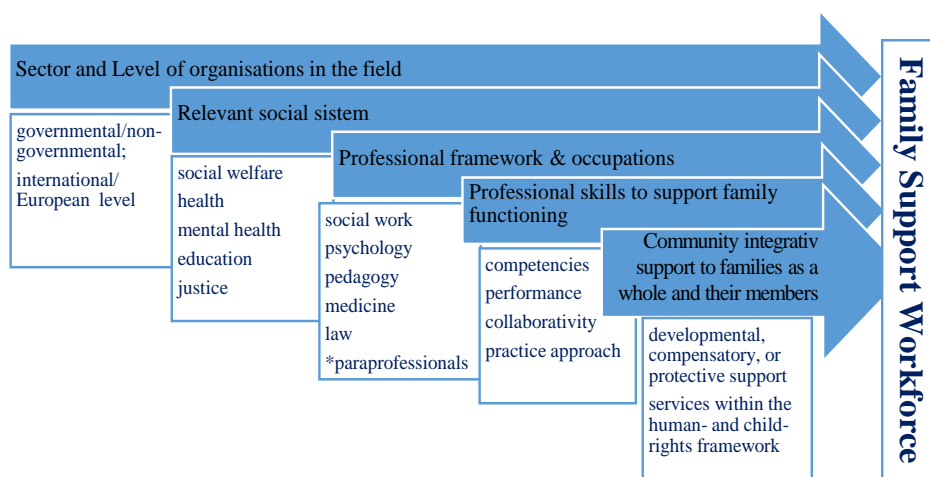 Sector and Level of organisations in the field
governmental/non-
governmental;
international/
European level
Relevant social sistem
social welfare
health
mental health
education
justice
Professional framework & occupations
social work
psychology
pedagogy
medicine
law
*paraprofessionals
Professional skills to support family
functioning
competencies
performance
collaborativity
practice approach
Community integrativ
support to families as a
whole and their members
developmental,
compensatory, or
protective support
services within the
human- and child-
rights framework
Family Support Workforce